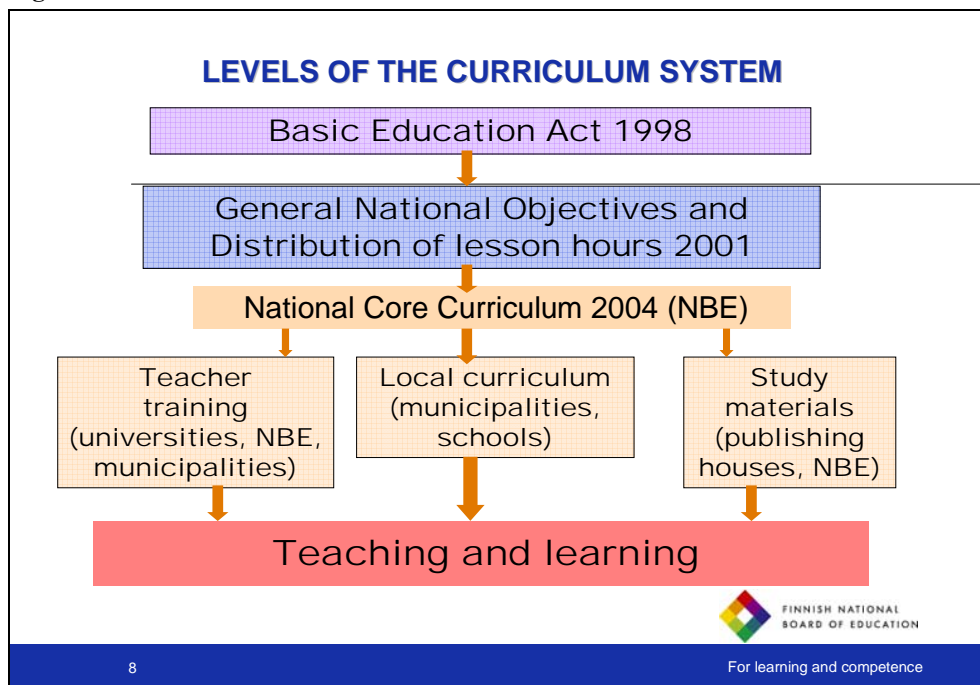 LEVELS OF THE CURRICULUM SYSTEM
Basic Education Act 1998
General National Objectives and
Distribution of lesson hours 2001
National Core Curriculum 2004 (NBE)
Teacher
training
(universities, NBE,
municipalities)
Local curriculum
(municipalities,
schools)
Study
materials
(publishing
houses, NBE)
Teaching and learning
FINNISH NATIONAL
BOARD OF EDUCATION
8
For learning and competence